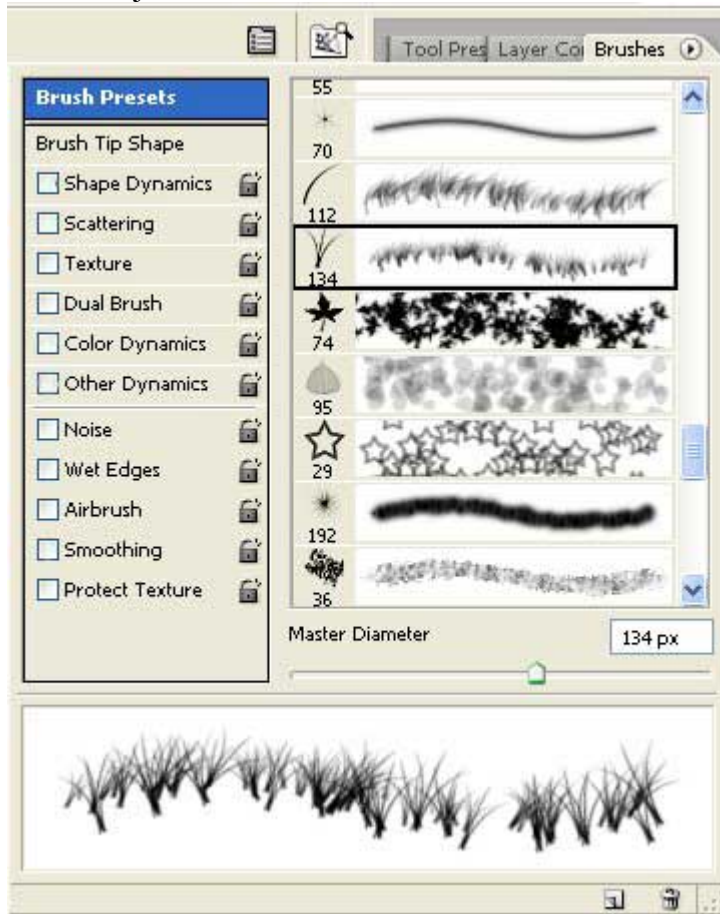 Tool Pres Layer Co Brushes
Brush Presets
Brush Tip Shape
Shape Dynamics
Scattering
Texture
Dual Brush
Color Dynamics
Other Dynamics
Noise
Wet Edges
Airbrush
Smoothing
Protect Texture
55
70
112
134
74
95
29
192
36
Master Diameter
134 px